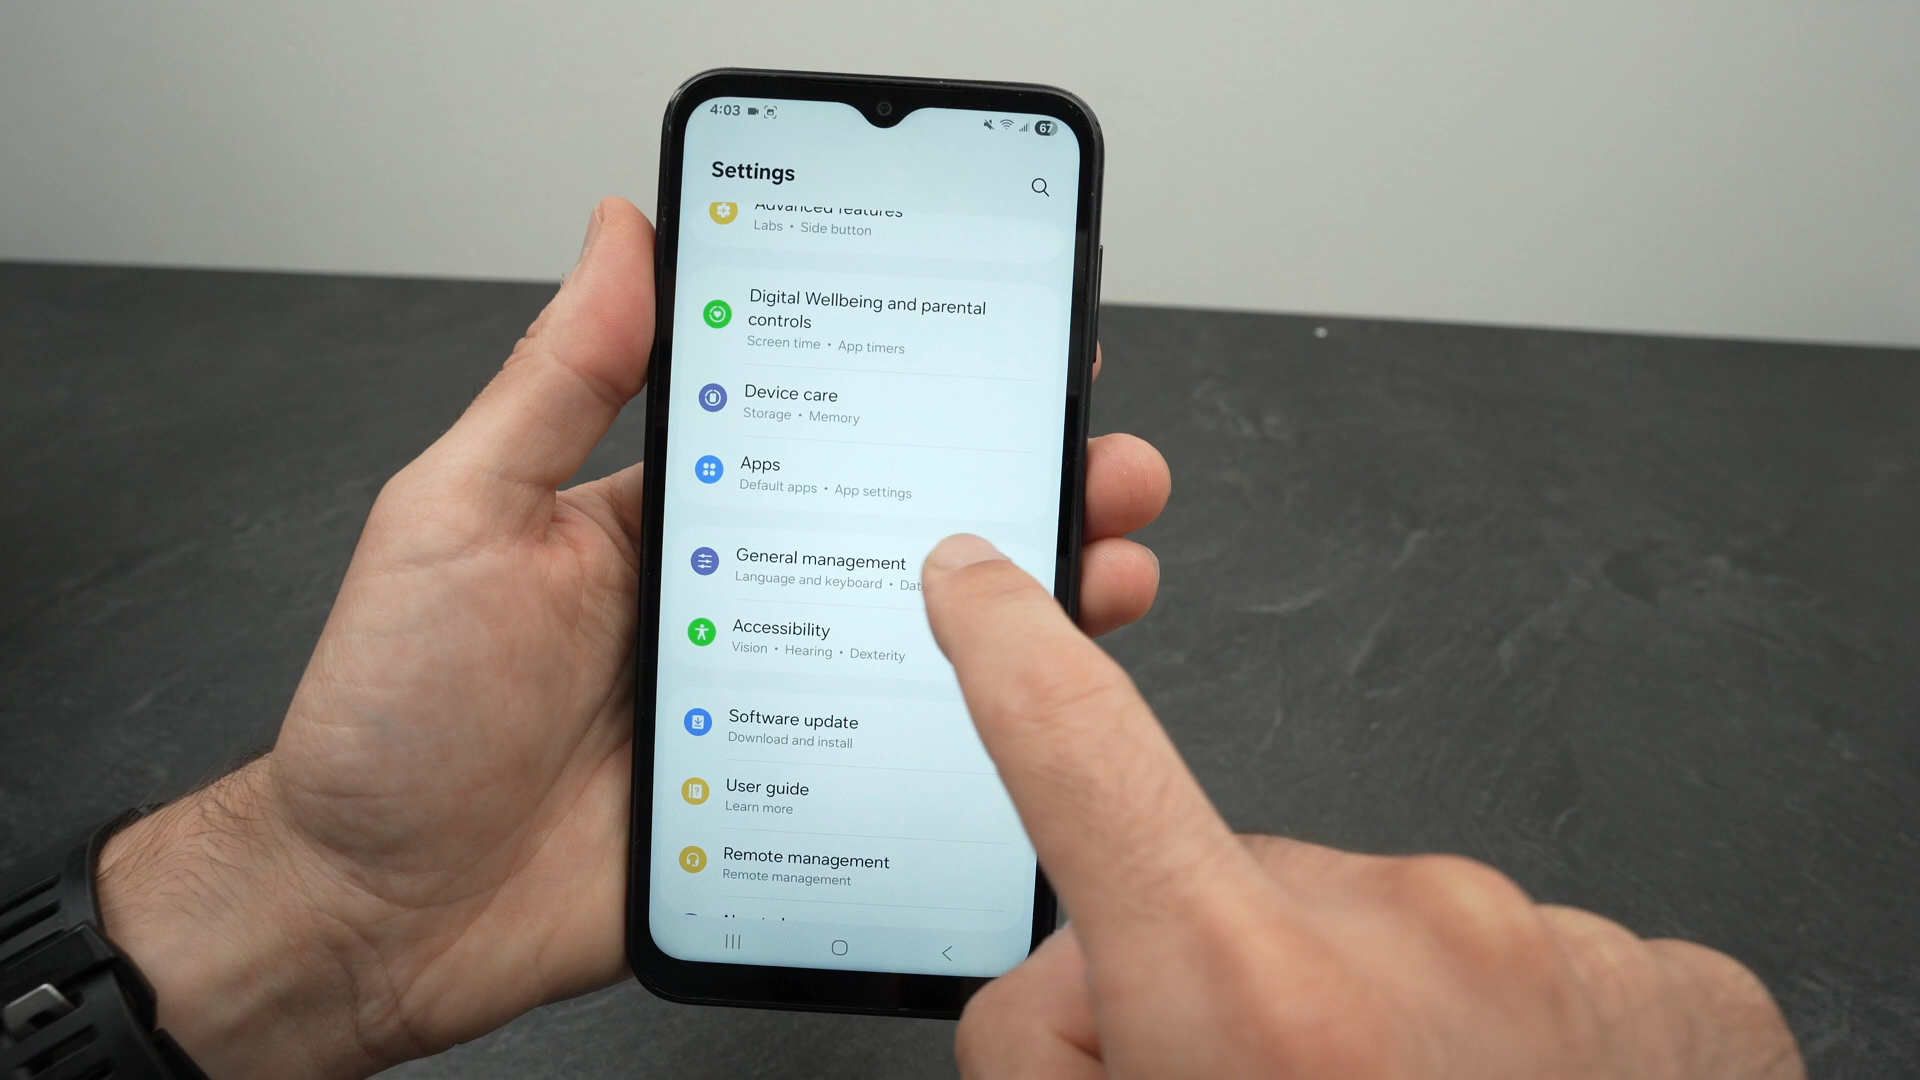 4:03
67
Settings
Advanced features
Labs • Side button
Digital Wellbeing and parental
controls
Screen time • App timers
Device care
Storage • Memory
Apps
Default apps • App settings
General management
Language and keyboard •
Accessibility
Vision • Hearing • Dexterity
Software update
Download and install
User guide
Learn more
Remote management
Remote management